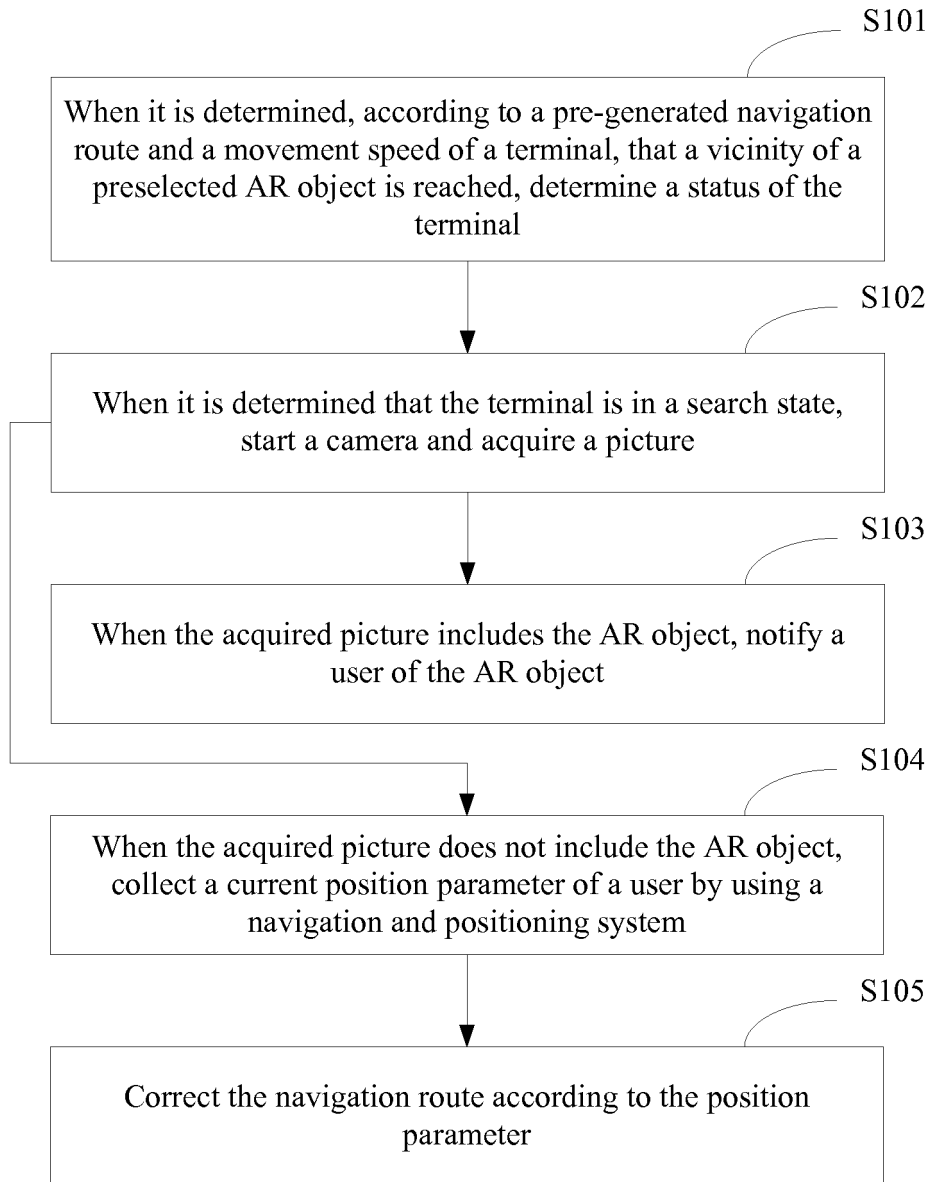 S101
When it is determined, according to a pre-generated navigation
route and a movement speed of a terminal, that a vicinity of a
preselected AR object is reached, determine a status of the
terminal
S102
When it is determined that the terminal is in a search state,
start a camera and acquire a picture
S103
When the acquired picture includes the AR object, notify a
user of the AR object
S104
When the acquired picture does not include the AR object,
collect a current position parameter of a user by using a
navigation and positioning system
S105
Correct the navigation route according to the position
parameter